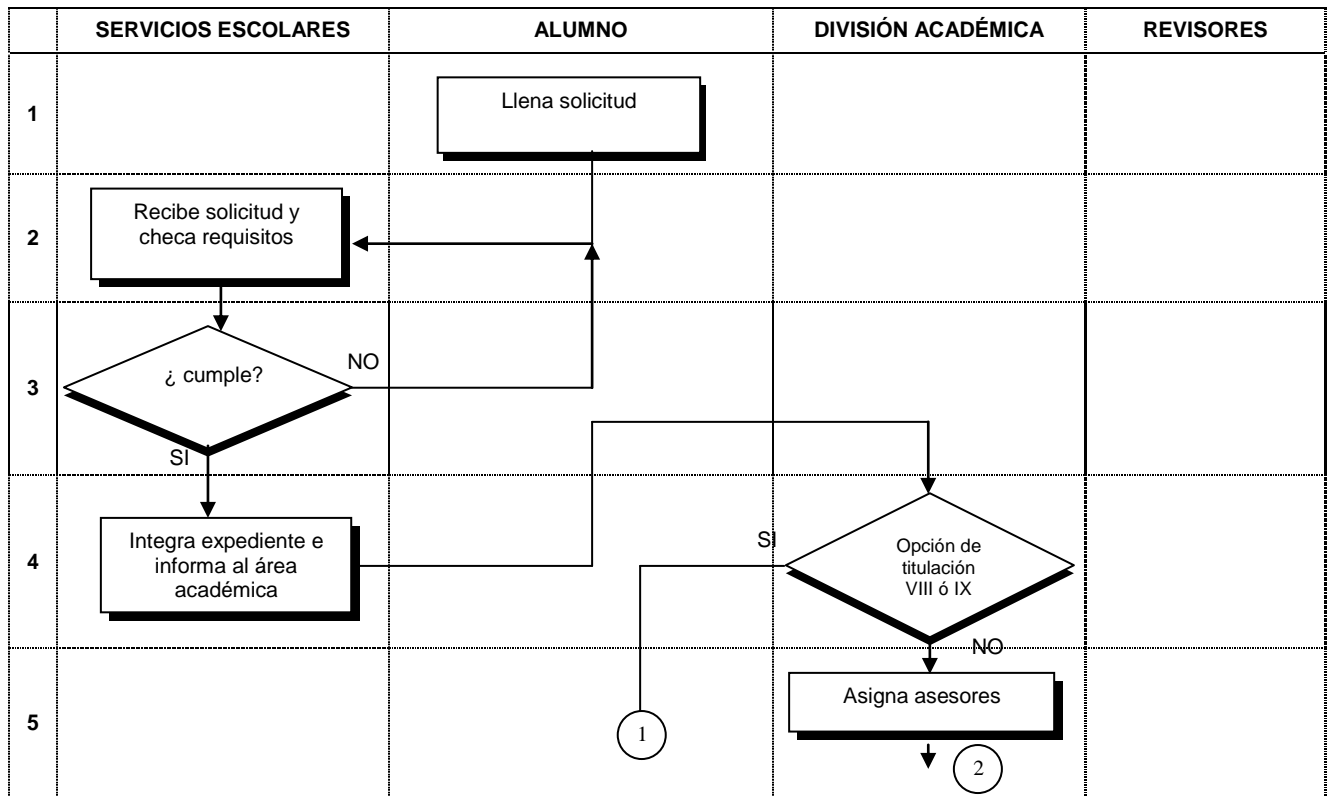 SERVICIOS ESCOLARES
ALUMNO
DIVISIÓN ACADÉMICA
REVISORES
1
Llena solicitud
2
Recibe solicitud y
checa requisitos
3
¿ cumple?
NO
SI
4
Integra expediente e
informa al área
académica
SI
Opción de
titulación
VIII ó IX
NO
5
Asigna asesores
1
2